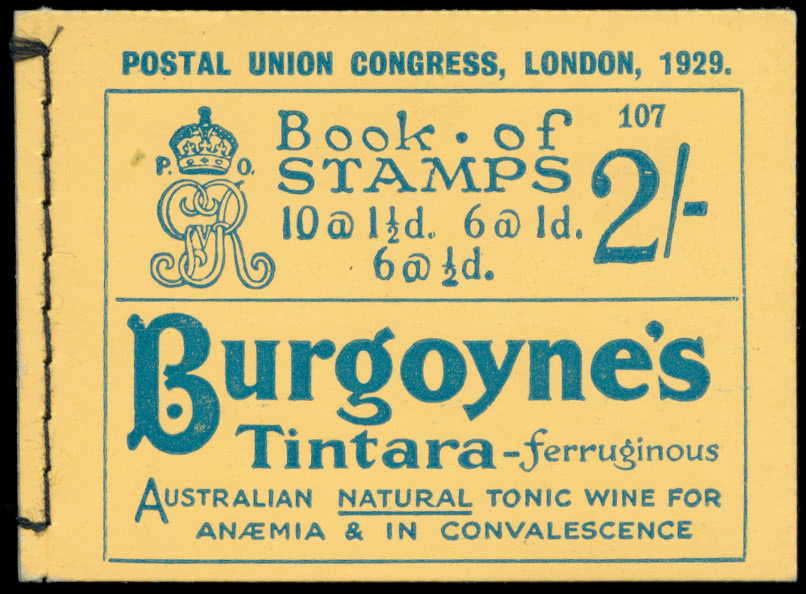 POSTAL UNION CONGRESS, LONDON, 1929.
P. O.
GvR
Book · of
STAMPS
10 @ 1½d. 6 @ 1d.
6 @ ½d.
107
2/-
Burgoyne's
Tintara-ferruginous
AUSTRALIAN NATURAL TONIC WINE FOR
ANÆMIA & IN CONVALESCENCE